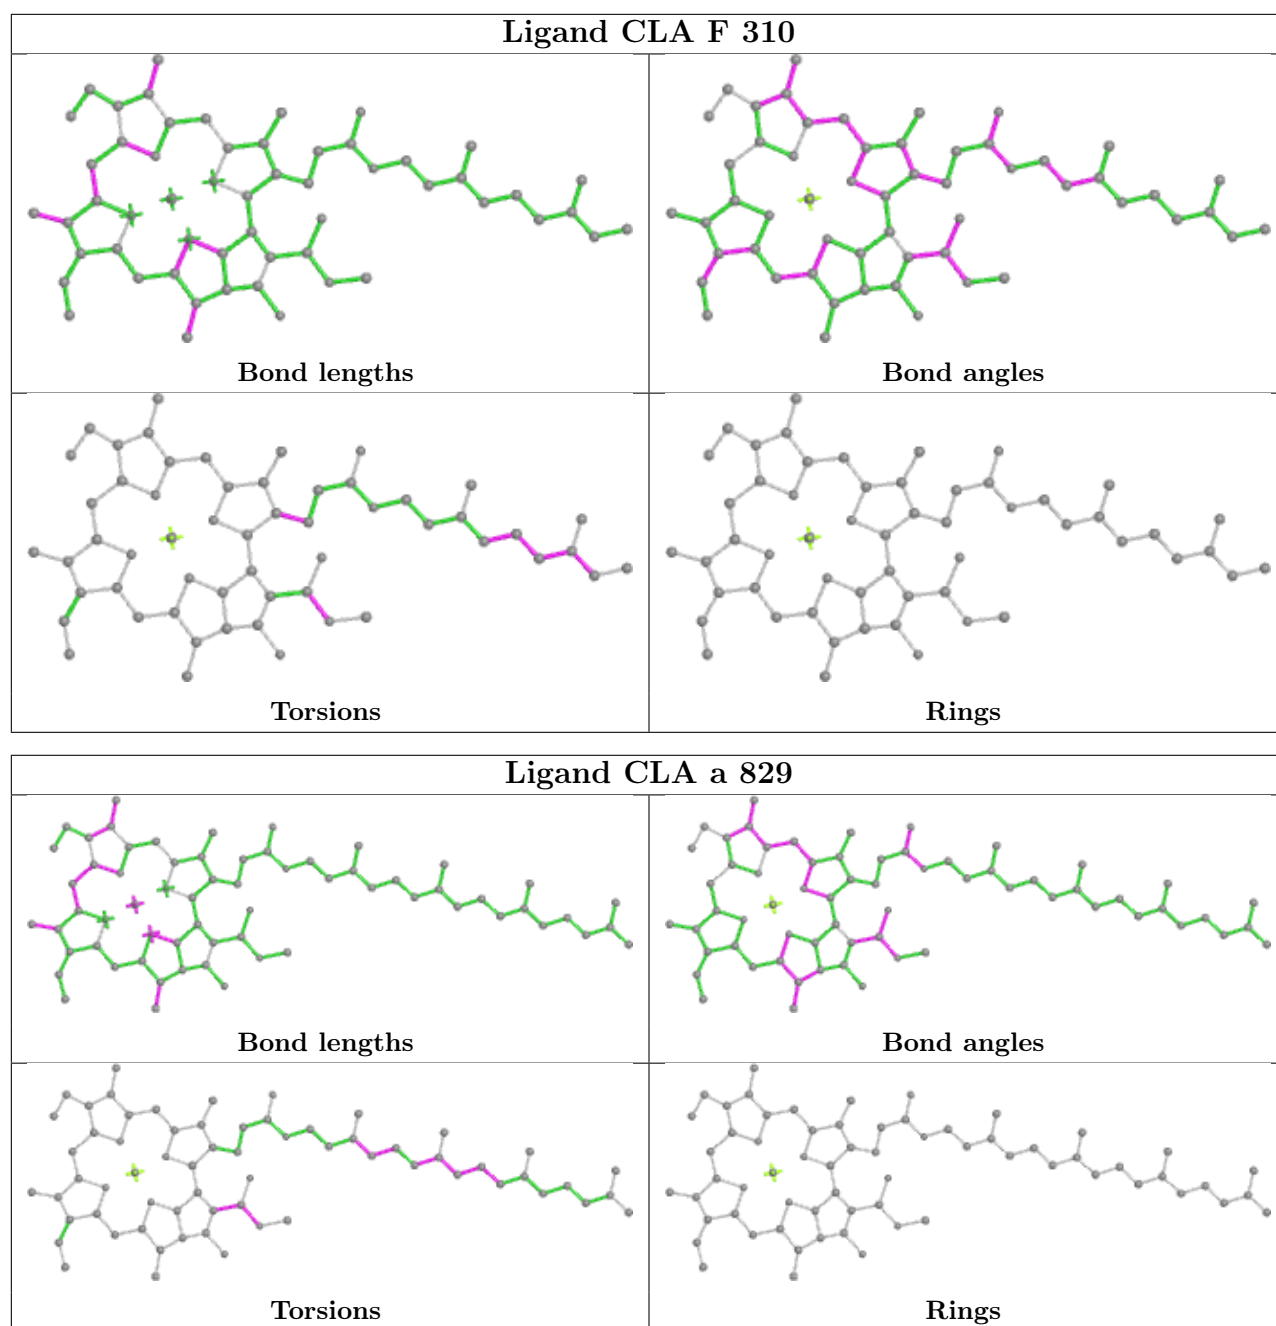 Ligand CLA F 310
Bond lengths
Bond angles
Torsions
Rings
Ligand CLA a 829
Bond lengths
Bond angles
Torsions
Rings